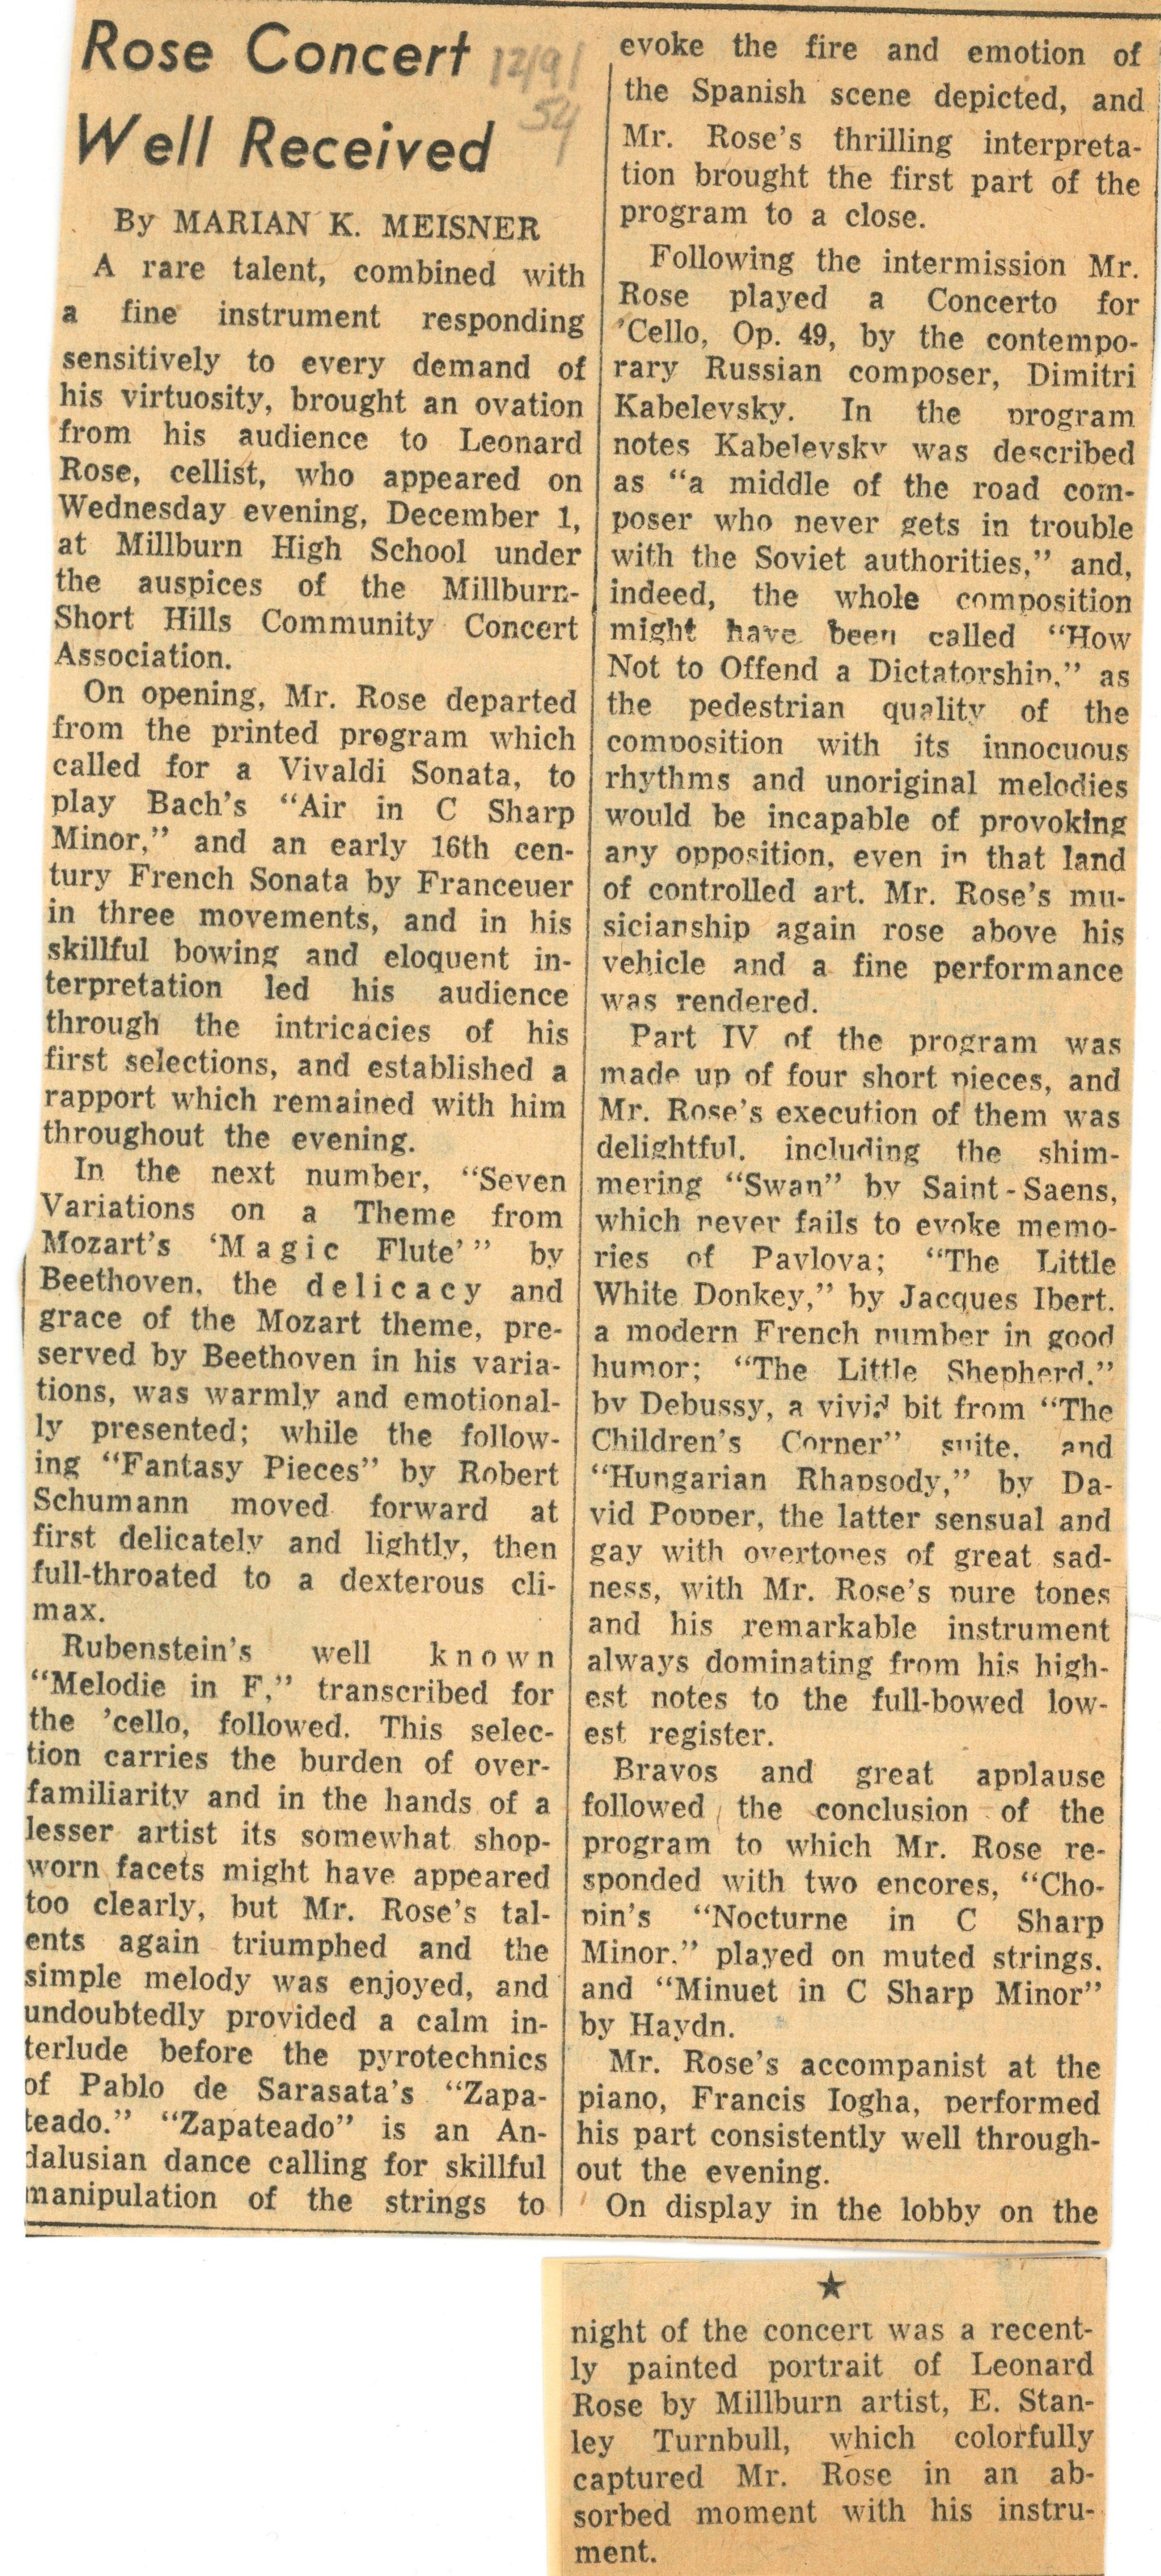 Rose Concert
Well Received
12/9/
54
By MARIAN K. MEISNER
A rare talent, combined with
a fine instrument responding
sensitively to every demand of
his virtuosity, brought an ovation
from his audience to Leonard
Rose, cellist, who appeared on
Wednesday evening, December 1,
at Millburn High School under
the auspices of the Millburn-
Short Hills Community Concert
Association.
On opening, Mr. Rose departed
from the printed program which
called for a Vivaldi Sonata, to
play Bach's "Air in C Sharp
Minor," and an early 16th cen-
tury French Sonata by Franceuer
in three movements, and in his
skillful bowing and eloquent in-
terpretation led his audience
through the intricacies of his
first selections, and established a
rapport which remained with him
throughout the evening.
In the next number, "Seven
Variations on a Theme from
Mozart's 'Magic Flute'" by
Beethoven, the delicacy and
grace of the Mozart theme, pre-
served by Beethoven in his varia-
tions, was warmly and emotional-
ly presented; while the follow-
ing "Fantasy Pieces" by Robert
Schumann moved forward at
first delicately and lightly, then
full-throated to a dexterous cli-
max.
Rubenstein's well known
"Melodie in F," transcribed for
the 'cello, followed. This selec-
tion carries the burden of over-
familiarity and in the hands of a
lesser artist its somewhat shop-
worn facets might have appeared
too clearly, but Mr. Rose's tal-
ents again triumphed and the
simple melody was enjoyed, and
undoubtedly provided a calm in-
terlude before the pyrotechnics
of Pablo de Sarasata's "Zapa-
teado." "Zapateado" is an An-
dalusian dance calling for skillful
manipulation of the strings to
evoke the fire and emotion of
the Spanish scene depicted, and
Mr. Rose's thrilling interpreta-
tion brought the first part of the
program to a close.
Following the intermission Mr.
Rose played a Concerto for
'Cello, Op. 49, by the contempo-
rary Russian composer, Dimitri
Kabelevsky. In the program
notes Kabelevsky was described
as "a middle of the road com-
poser who never gets in trouble
with the Soviet authorities," and,
indeed, the whole composition
might have been called "How
Not to Offend a Dictatorship," as
the pedestrian quality of the
composition with its innocuous
rhythms and unoriginal melodies
would be incapable of provoking
any opposition, even in that land
of controlled art. Mr. Rose's mu-
sicianship again rose above his
vehicle and a fine performance
was rendered.
Part IV of the program was
made up of four short pieces, and
Mr. Rose's execution of them was
delightful, including the shim-
mering "Swan" by Saint-Saens,
which never fails to evoke memo-
ries of Pavlova; "The Little
White Donkey," by Jacques Ibert.
a modern French number in good
humor; "The Little Shepherd,"
by Debussy, a vivid bit from "The
Children's Corner" suite, and
"Hungarian Rhapsody," by Da-
vid Popper, the latter sensual and
gay with overtones of great sad-
ness, with Mr. Rose's pure tones
and his remarkable instrument
always dominating from his high-
est notes to the full-bowed low-
est register.
Bravos and great applause
followed the conclusion of the
program to which Mr. Rose re-
sponded with two encores, "Cho-
pin's "Nocturne in C Sharp
Minor," played on muted strings.
and "Minuet in C Sharp Minor"
by Haydn.
Mr. Rose's accompanist at the
piano, Francis Iogha, performed
his part consistently well through-
out the evening.
On display in the lobby on the
★
night of the concert was a recent-
ly painted portrait of Leonard
Rose by Millburn artist, E. Stan-
ley Turnbull, which colorfully
captured Mr. Rose in an ab-
sorbed moment with his instru-
ment.